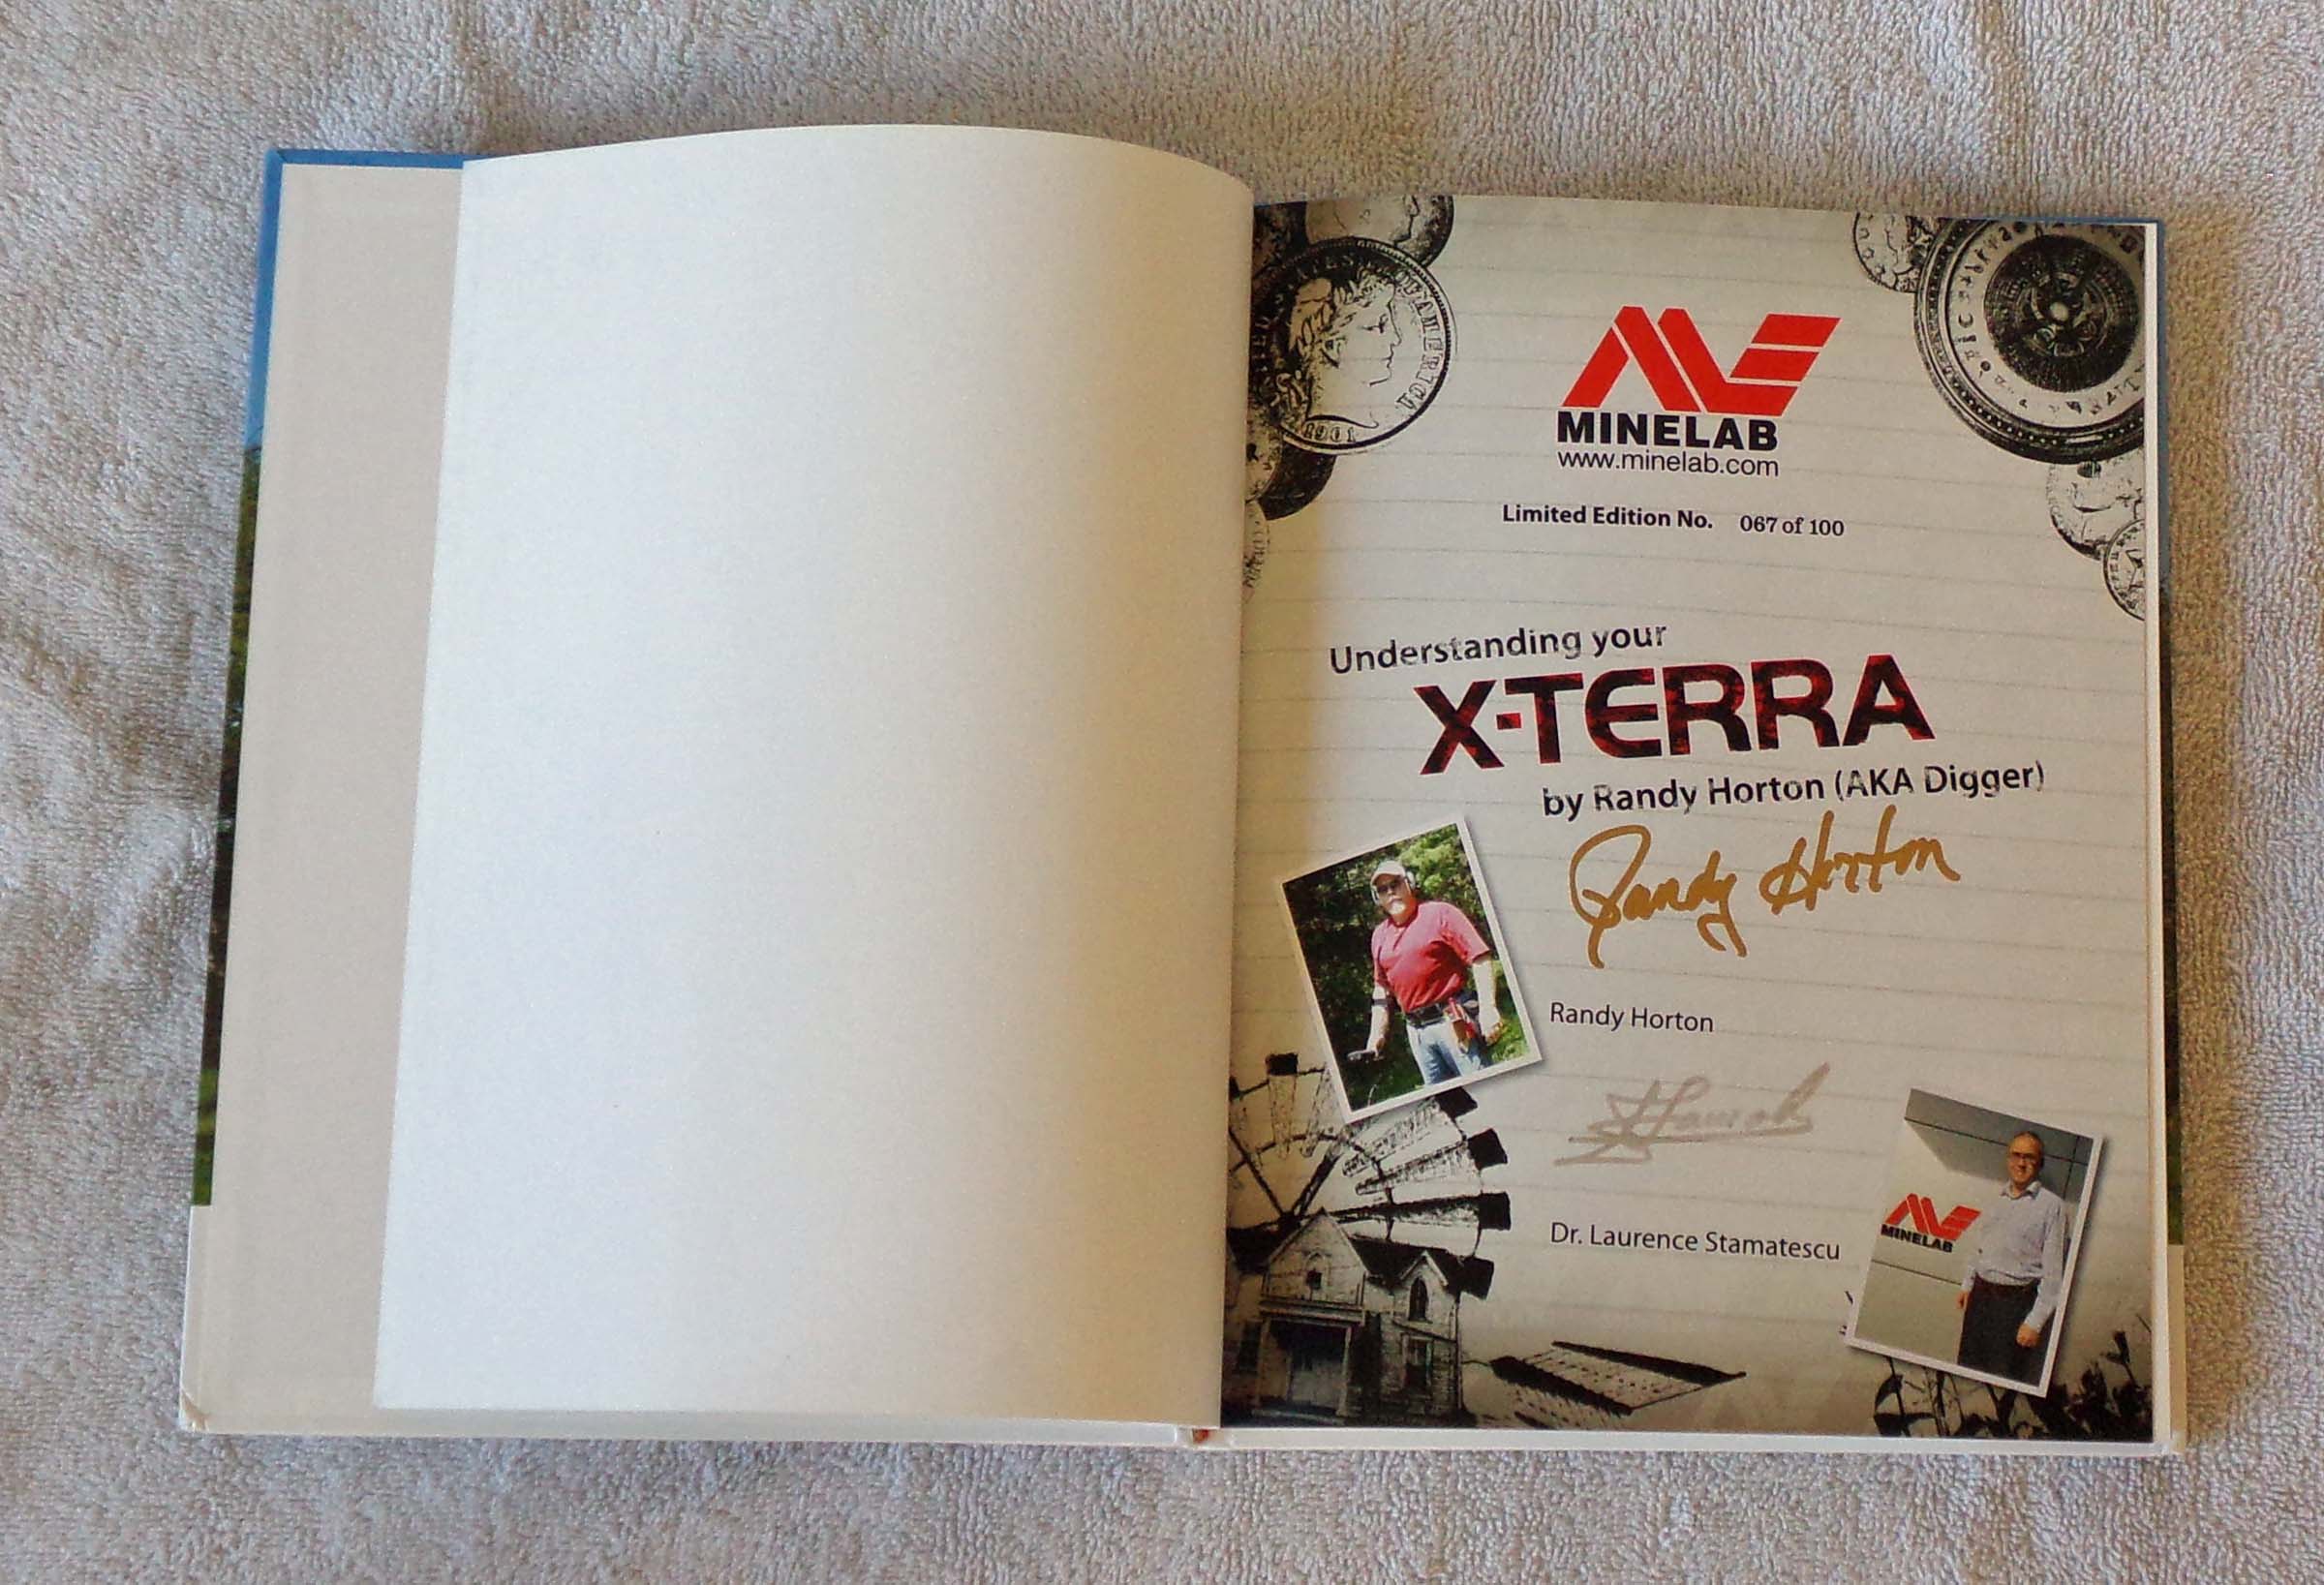 MINELAB
www.minelab.com
Limited Edition No. 067 of 100
Understanding your
X-TERRA
by Randy Horton (AKA Digger)
Randy Horton
Randy Horton
Dr. Laurence Stamatescu
MINELAB
1901